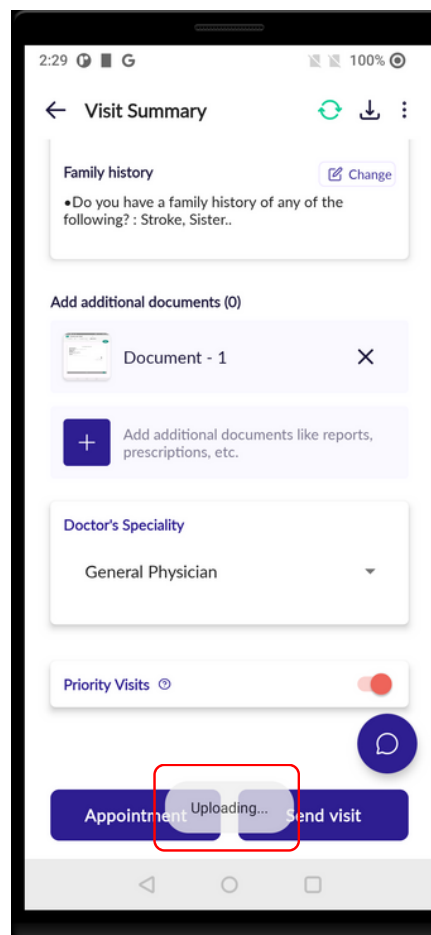 2:29 G 100%
Visit Summary
Family history Change
•Do you have a family history of any of the
following? : Stroke, Sister..
Add additional documents (0)
Document - 1
Add additional documents like reports,
prescriptions, etc.
Doctor's Speciality
General Physician
Priority Visits
Appointment Uploading... Send visit